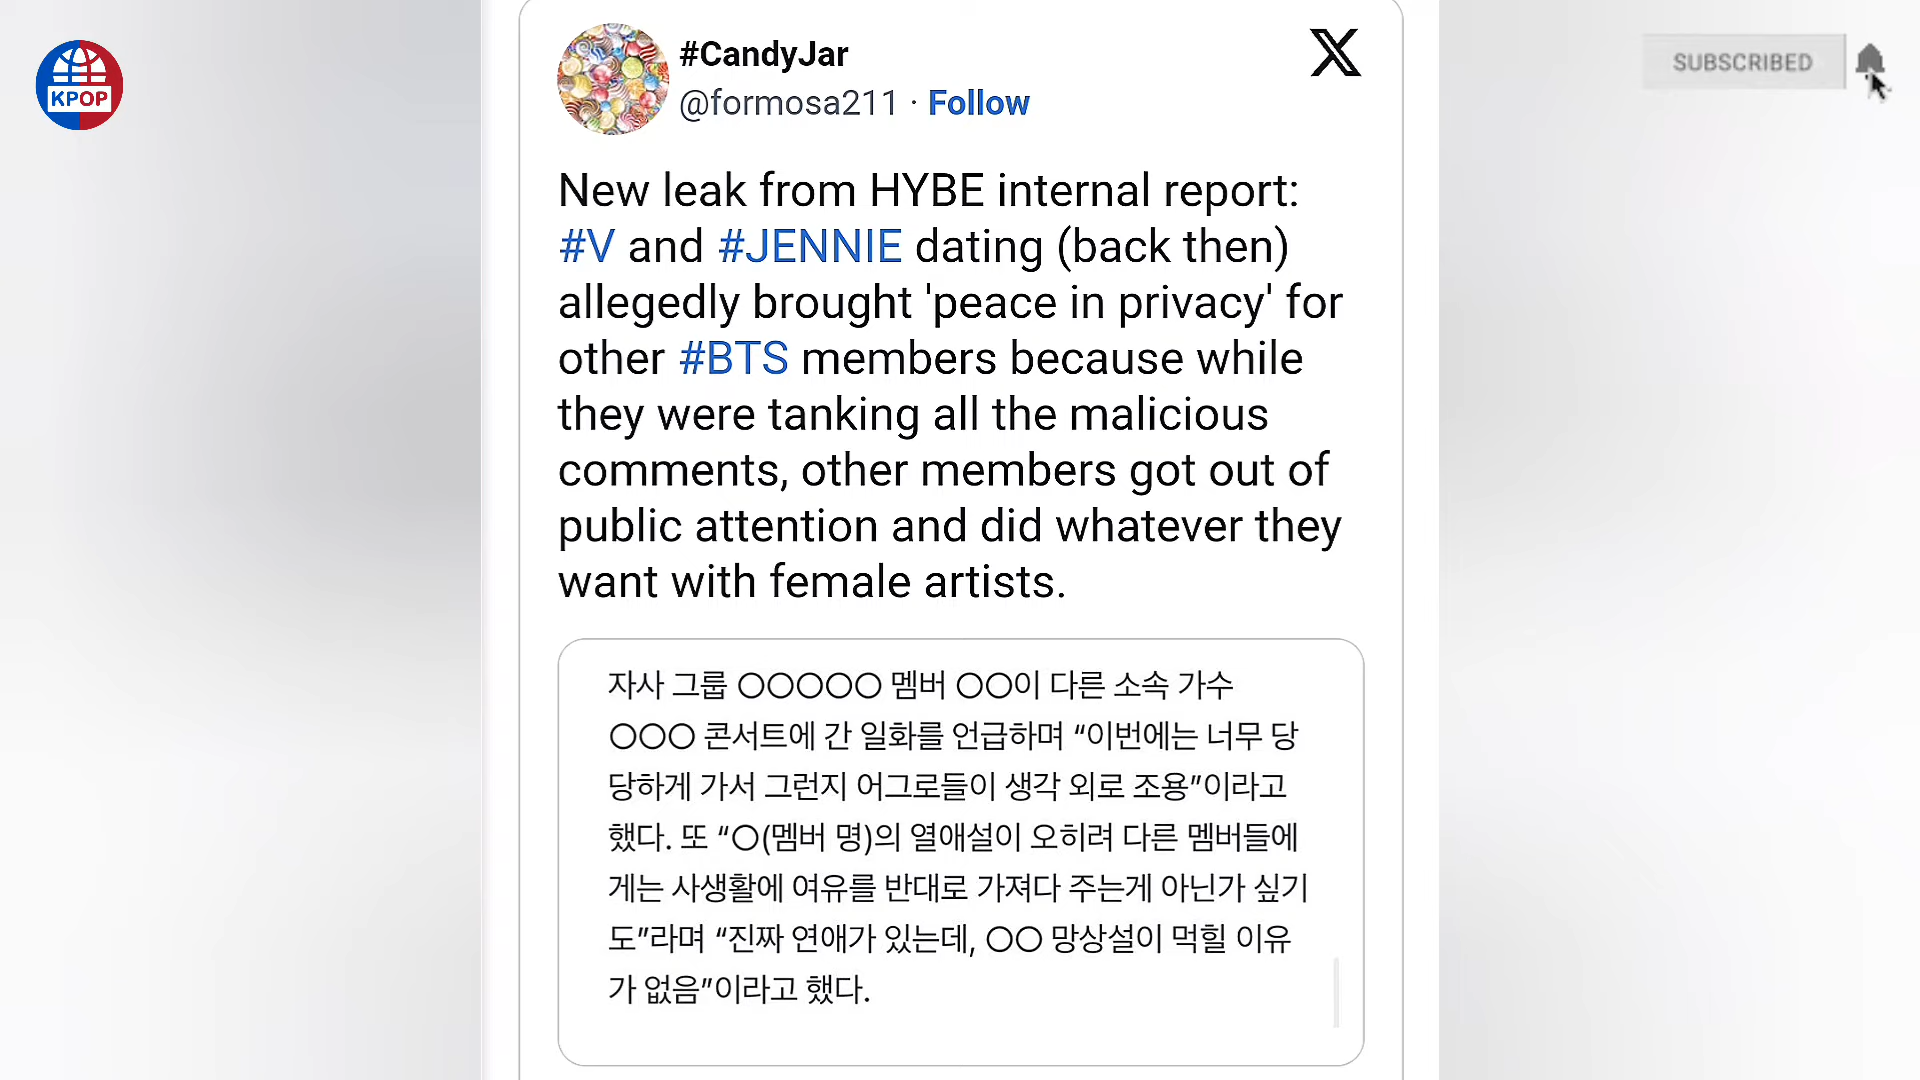 KPOP
#CandyJar
@formosa211 · Follow
SUBSCRIBED
New leak from HYBE internal report:
#V and #JENNIE dating (back then)
allegedly brought 'peace in privacy' for
other #BTS members because while
they were tanking all the malicious
comments, other members got out of
public attention and did whatever they
want with female artists.
자사 그룹 ○○○○○ 멤버 ○○이 다른 소속 가수
○○○ 콘서트에 간 일화를 언급하며 “이번에는 너무 당
당하게 가서 그런지 어그로들이 생각 외로 조용”이라고
했다. 또 “○(멤버 명)의 열애설이 오히려 다른 멤버들에
게는 사생활에 여유를 반대로 가져다 주는게 아닌가 싶기
도”라며 “진짜 연애가 있는데, ○○ 망상설이 먹힐 이유
가 없음”이라고 했다.